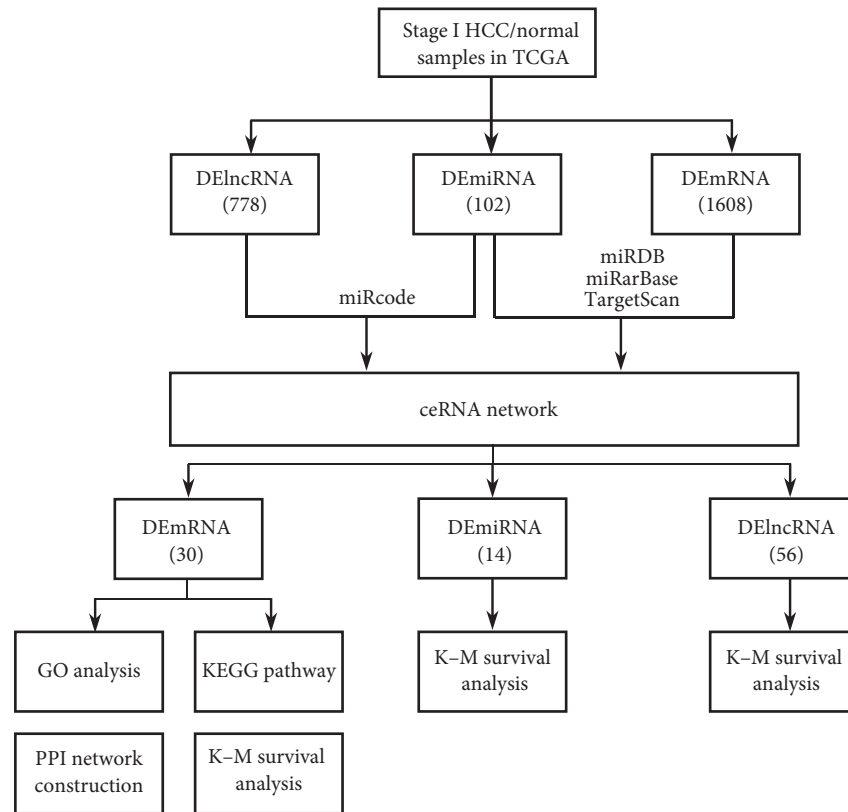 Stage I HCC/normal
samples in TCGA
DElncRNA
(778)
DEmiRNA
(102)
DEmRNA
(1608)
miRcode
miRDB
miRarBase
TargetScan
ceRNA network
DEmRNA
(30)
DEmiRNA
(14)
DElncRNA
(56)
GO analysis
KEGG pathway
K–M survival
analysis
K–M survival
analysis
PPI network
construction
K–M survival
analysis